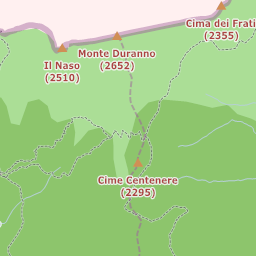 Cima dei Frati
(2355)
Monte Duranno
(2652)
Il Naso
(2510)
Cime Centenere
(2295)